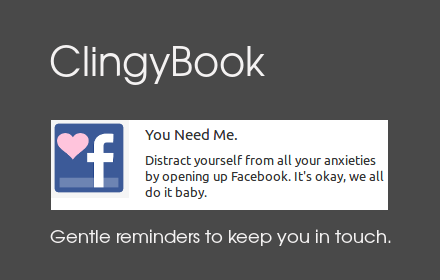 ClingyBook
You Need Me.
Distract yourself from all your anxieties
by opening up Facebook. It's okay, we all
do it baby.
Gentle reminders to keep you in touch.